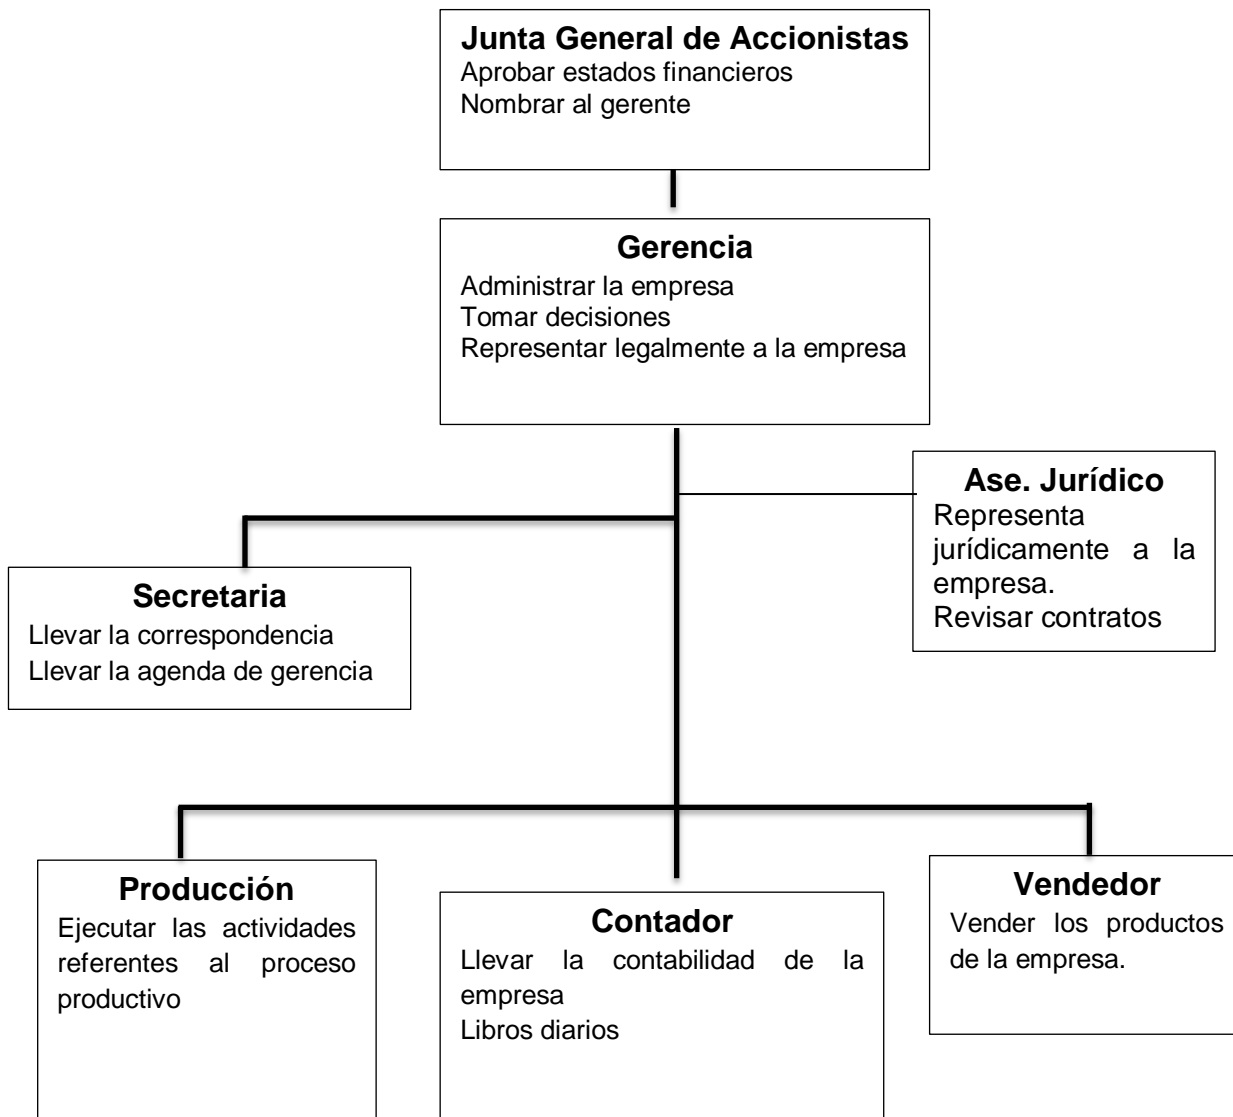 Junta General de Accionistas
Aprobar estados financieros
Nombrar al gerente
Gerencia
Administrar la empresa
Tomar decisiones
Representar legalmente a la empresa
Ase. Jurídico
Representa
jurídicamente a la
empresa.
Revisar contratos
Secretaria
Llevar la correspondencia
Llevar la agenda de gerencia
Producción
Ejecutar las actividades
referentes al proceso
productivo
Contador
Llevar la contabilidad de la
empresa
Libros diarios
Vendedor
Vender los productos
de la empresa.